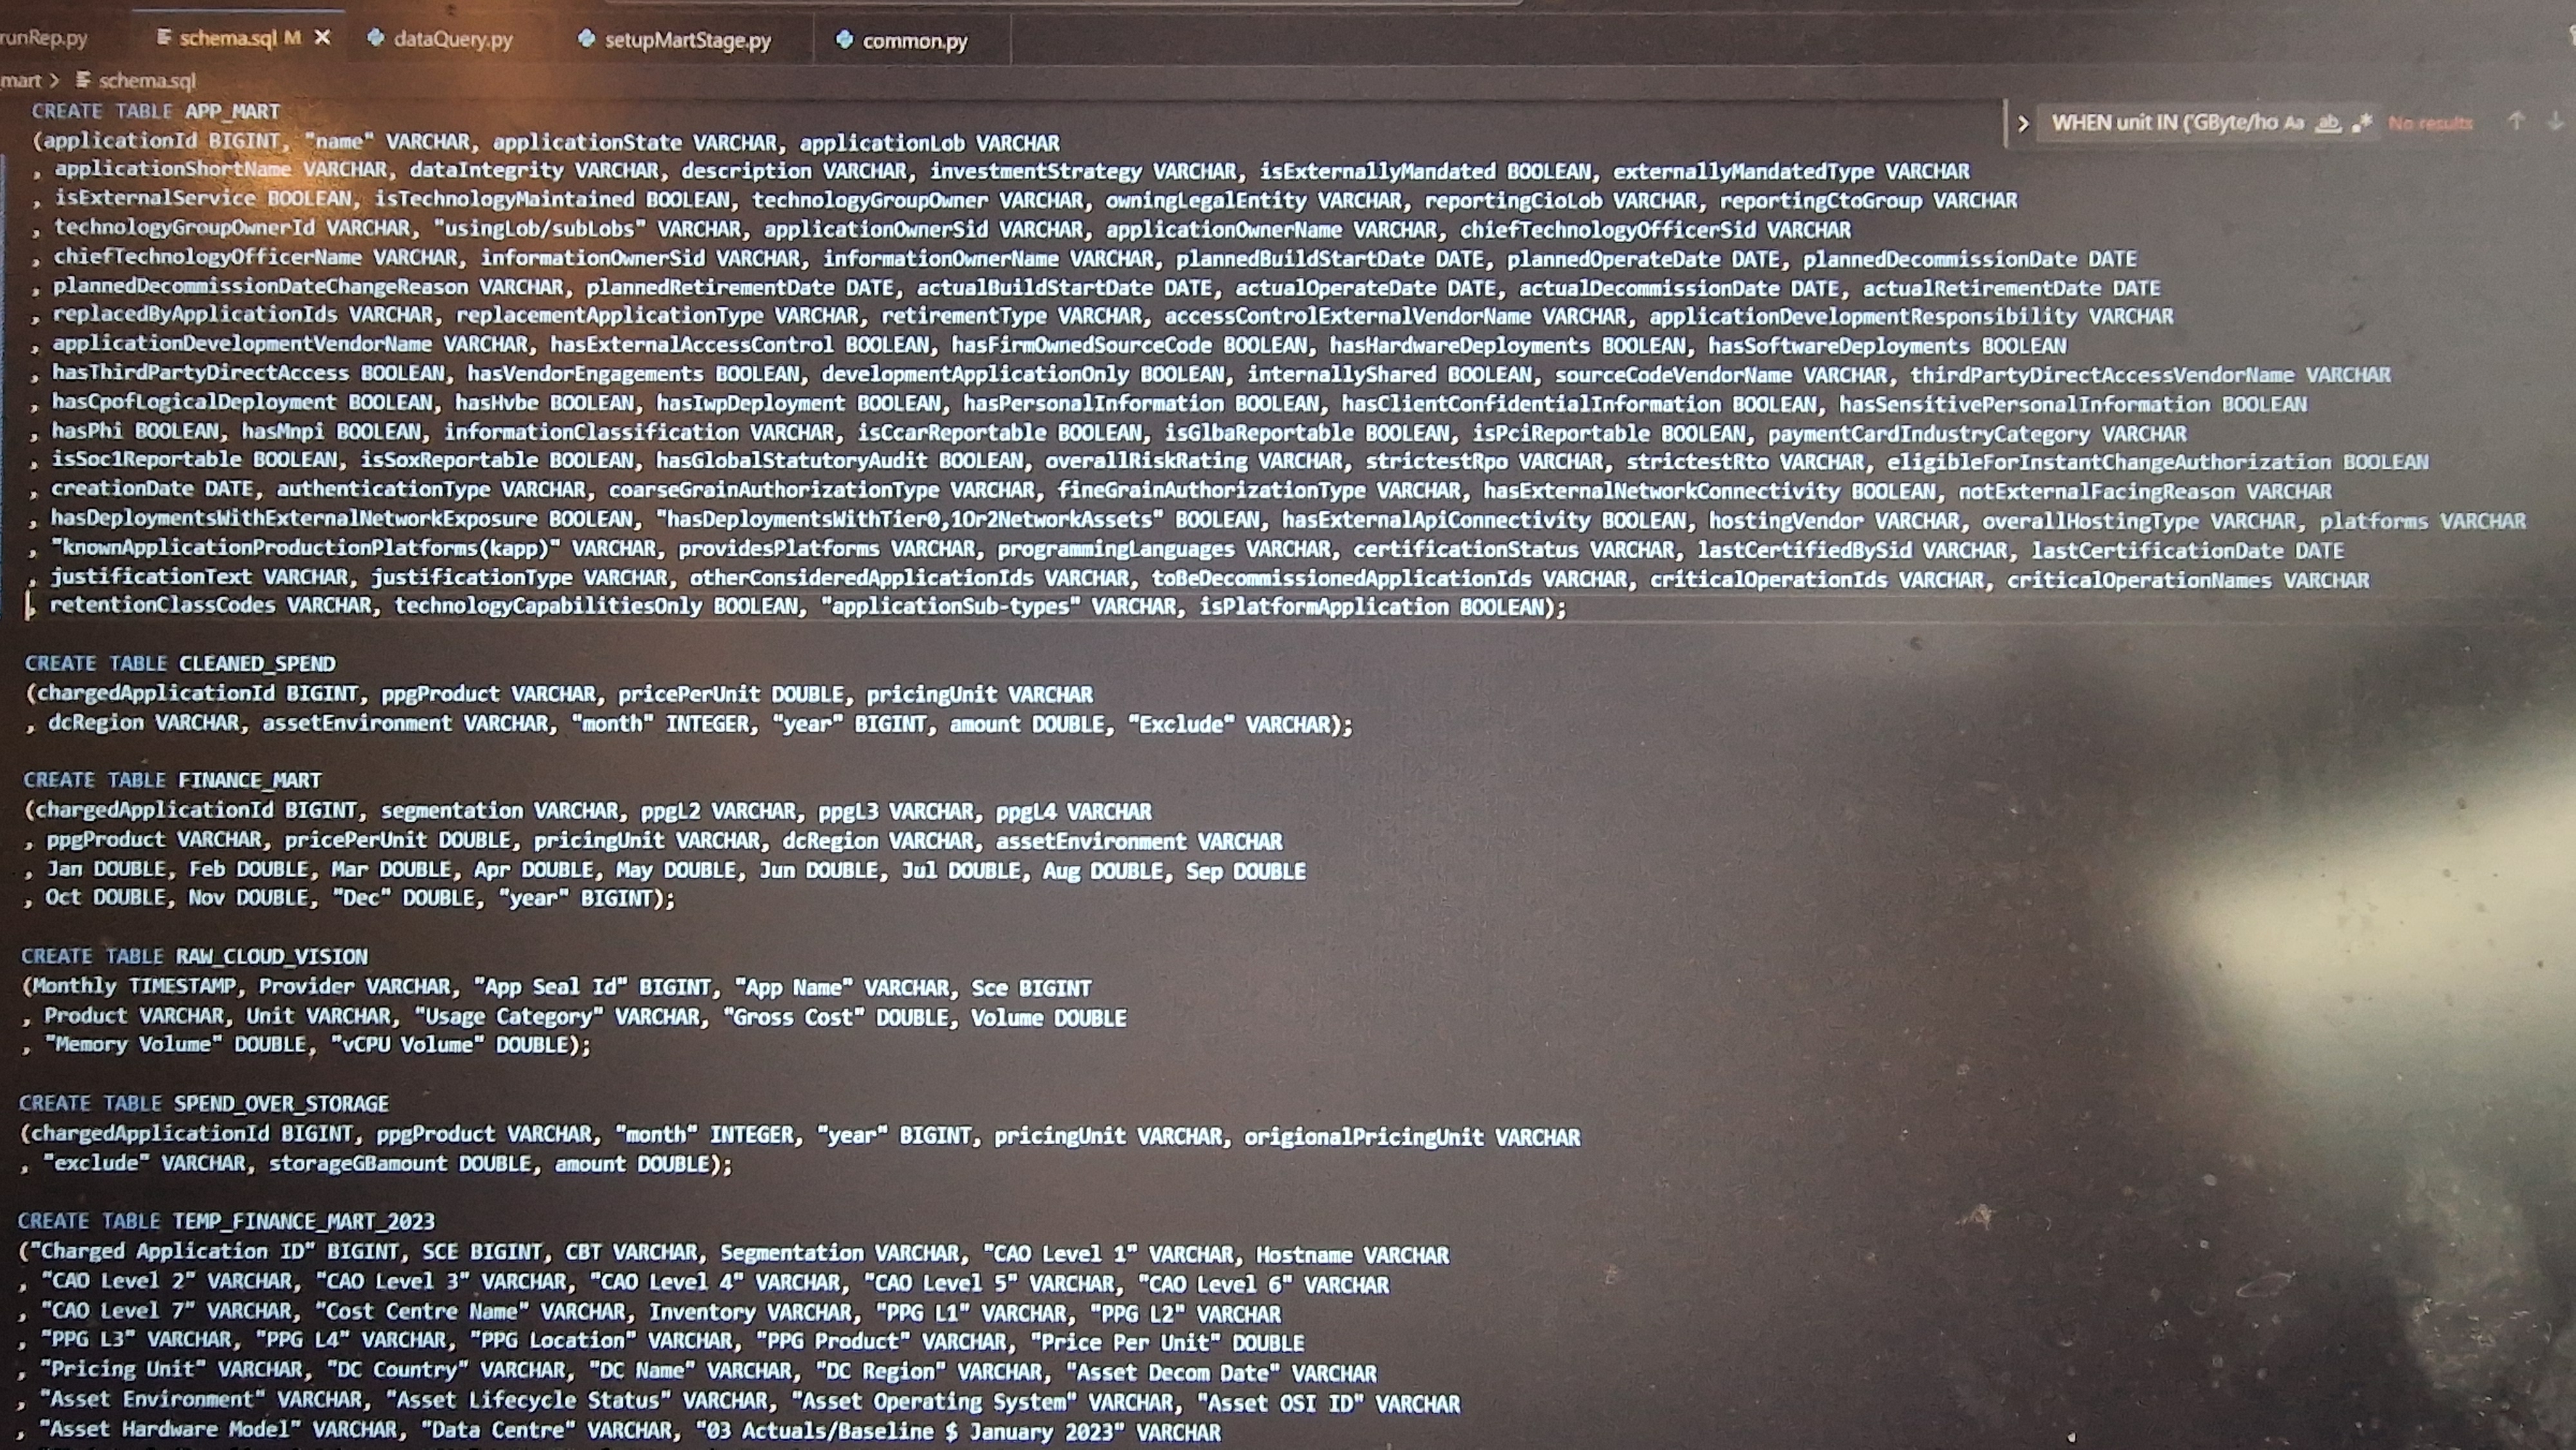 runRep.py schema.sql M dataQuery.py setupMartStage.py common.py
mart > schema.sql
WHEN unit IN ('GByte/ho Aa ab .* No results
CREATE TABLE APP_MART
(applicationId BIGINT, "name" VARCHAR, applicationState VARCHAR, applicationLob VARCHAR
, applicationShortName VARCHAR, dataIntegrity VARCHAR, description VARCHAR, investmentStrategy VARCHAR, isExternallyMandated BOOLEAN, externallyMandatedType VARCHAR
, isExternalService BOOLEAN, isTechnologyMaintained BOOLEAN, technologyGroupOwner VARCHAR, owningLegalEntity VARCHAR, reportingCioLob VARCHAR, reportingCtoGroup VARCHAR
, technologyGroupOwnerId VARCHAR, "usingLob/subLobs" VARCHAR, applicationOwnerSid VARCHAR, applicationOwnerName VARCHAR, chiefTechnologyOfficerSid VARCHAR
, chiefTechnologyOfficerName VARCHAR, informationOwnerSid VARCHAR, informationOwnerName VARCHAR, plannedBuildStartDate DATE, plannedOperateDate DATE, plannedDecommissionDate DATE
, plannedDecommissionDateChangeReason VARCHAR, plannedRetirementDate DATE, actualBuildStartDate DATE, actualOperateDate DATE, actualDecommissionDate DATE, actualRetirementDate DATE
, replacedByApplicationIds VARCHAR, replacementApplicationType VARCHAR, retirementType VARCHAR, accessControlExternalVendorName VARCHAR, applicationDevelopmentResponsibility VARCHAR
, applicationDevelopmentVendorName VARCHAR, hasExternalAccessControl BOOLEAN, hasFirmOwnedSourceCode BOOLEAN, hasHardwareDeployments BOOLEAN, hasSoftwareDeployments BOOLEAN
, hasThirdPartyDirectAccess BOOLEAN, hasVendorEngagements BOOLEAN, developmentApplicationOnly BOOLEAN, internallyShared BOOLEAN, sourceCodeVendorName VARCHAR, thirdPartyDirectAccessVendorName VARCHAR
, hasCpofLogicalDeployment BOOLEAN, hasHvbe BOOLEAN, hasIwpDeployment BOOLEAN, hasPersonalInformation BOOLEAN, hasClientConfidentialInformation BOOLEAN, hasSensitivePersonalInformation BOOLEAN
, hasPhi BOOLEAN, hasMnpi BOOLEAN, informationClassification VARCHAR, isCcarReportable BOOLEAN, isGlbaReportable BOOLEAN, isPciReportable BOOLEAN, paymentCardIndustryCategory VARCHAR
, isSoc1Reportable BOOLEAN, isSoxReportable BOOLEAN, hasGlobalStatutoryAudit BOOLEAN, overallRiskRating VARCHAR, strictestRpo VARCHAR, strictestRto VARCHAR, eligibleForInstantChangeAuthorization BOOLEAN
, creationDate DATE, authenticationType VARCHAR, coarseGrainAuthorizationType VARCHAR, fineGrainAuthorizationType VARCHAR, hasExternalNetworkConnectivity BOOLEAN, notExternalFacingReason VARCHAR
, hasDeploymentsWithExternalNetworkExposure BOOLEAN, "hasDeploymentsWithTier0,1Or2NetworkAssets" BOOLEAN, hasExternalApiConnectivity BOOLEAN, hostingVendor VARCHAR, overallHostingType VARCHAR, platforms VARCHAR
, "knownApplicationProductionPlatforms(kapp)" VARCHAR, providesPlatforms VARCHAR, programmingLanguages VARCHAR, certificationStatus VARCHAR, lastCertifiedBySid VARCHAR, lastCertificationDate DATE
, justificationText VARCHAR, justificationType VARCHAR, otherConsideredApplicationIds VARCHAR, toBeDecommissionedApplicationIds VARCHAR, criticalOperationIds VARCHAR, criticalOperationNames VARCHAR
, retentionClassCodes VARCHAR, technologyCapabilitiesOnly BOOLEAN, "applicationSub-types" VARCHAR, isPlatformApplication BOOLEAN);
CREATE TABLE CLEANED_SPEND
(chargedApplicationId BIGINT, ppgProduct VARCHAR, pricePerUnit DOUBLE, pricingUnit VARCHAR
, dcRegion VARCHAR, assetEnvironment VARCHAR, "month" INTEGER, "year" BIGINT, amount DOUBLE, "Exclude" VARCHAR);
CREATE TABLE FINANCE_MART
(chargedApplicationId BIGINT, segmentation VARCHAR, ppgL2 VARCHAR, ppgL3 VARCHAR, ppgL4 VARCHAR
, ppgProduct VARCHAR, pricePerUnit DOUBLE, pricingUnit VARCHAR, dcRegion VARCHAR, assetEnvironment VARCHAR
, Jan DOUBLE, Feb DOUBLE, Mar DOUBLE, Apr DOUBLE, May DOUBLE, Jun DOUBLE, Jul DOUBLE, Aug DOUBLE, Sep DOUBLE
, Oct DOUBLE, Nov DOUBLE, "Dec" DOUBLE, "year" BIGINT);
CREATE TABLE RAW_CLOUD_VISION
(Monthly TIMESTAMP, Provider VARCHAR, "App Seal Id" BIGINT, "App Name" VARCHAR, Sce BIGINT
, Product VARCHAR, Unit VARCHAR, "Usage Category" VARCHAR, "Gross Cost" DOUBLE, Volume DOUBLE
, "Memory Volume" DOUBLE, "vCPU Volume" DOUBLE);
CREATE TABLE SPEND_OVER_STORAGE
(chargedApplicationId BIGINT, ppgProduct VARCHAR, "month" INTEGER, "year" BIGINT, pricingUnit VARCHAR, origionalPricingUnit VARCHAR
, "exclude" VARCHAR, storageGBamount DOUBLE, amount DOUBLE);
CREATE TABLE TEMP_FINANCE_MART_2023
("Charged Application ID" BIGINT, SCE BIGINT, CBT VARCHAR, Segmentation VARCHAR, "CAO Level 1" VARCHAR, Hostname VARCHAR
, "CAO Level 2" VARCHAR, "CAO Level 3" VARCHAR, "CAO Level 4" VARCHAR, "CAO Level 5" VARCHAR, "CAO Level 6" VARCHAR
, "CAO Level 7" VARCHAR, "Cost Centre Name" VARCHAR, Inventory VARCHAR, "PPG L1" VARCHAR, "PPG L2" VARCHAR
, "PPG L3" VARCHAR, "PPG L4" VARCHAR, "PPG Location" VARCHAR, "PPG Product" VARCHAR, "Price Per Unit" DOUBLE
, "Pricing Unit" VARCHAR, "DC Country" VARCHAR, "DC Name" VARCHAR, "DC Region" VARCHAR, "Asset Decom Date" VARCHAR
, "Asset Environment" VARCHAR, "Asset Lifecycle Status" VARCHAR, "Asset Operating System" VARCHAR, "Asset OSI ID" VARCHAR
, "Asset Hardware Model" VARCHAR, "Data Centre" VARCHAR, "03 Actuals/Baseline $ January 2023" VARCHAR